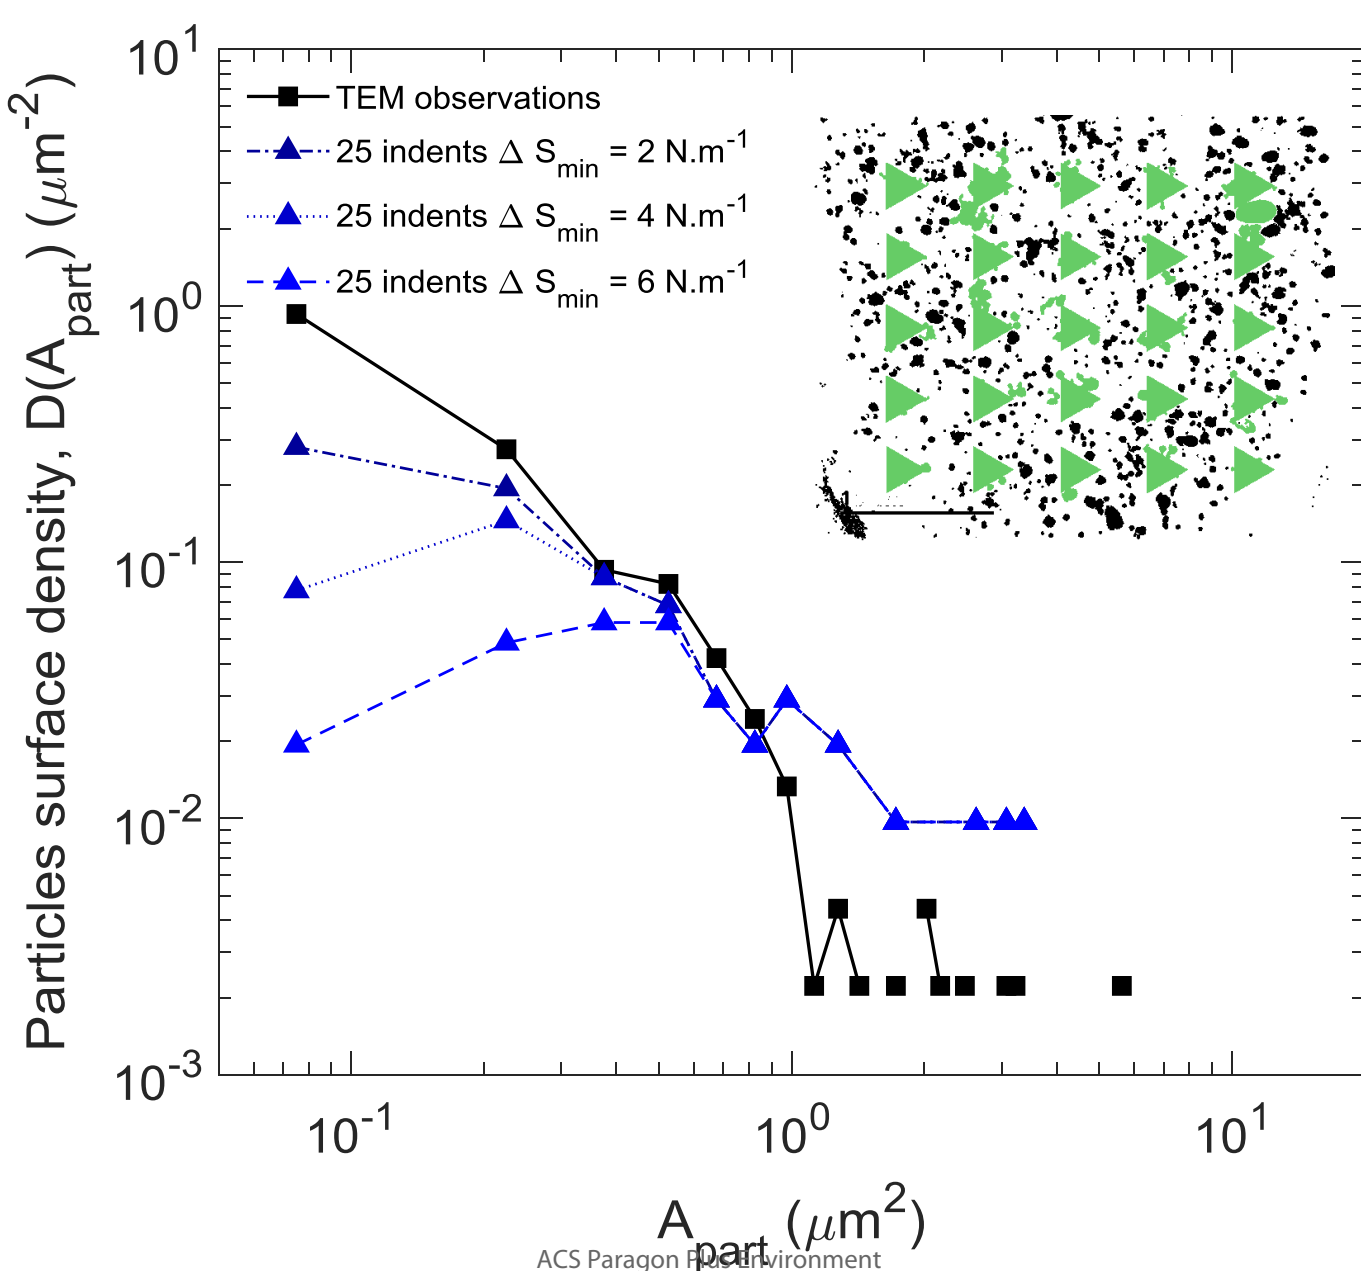 10^1
10^0
10^-1
10^-2
10^-3
Particles surface density, D(A_part) (μm^-2)
TEM observations
25 indents Δ S_min = 2 N.m^-1
25 indents Δ S_min = 4 N.m^-1
25 indents Δ S_min = 6 N.m^-1
10^-1
10^0
10^1
A_part (μm^2)
ACS Paragon Plus Environment